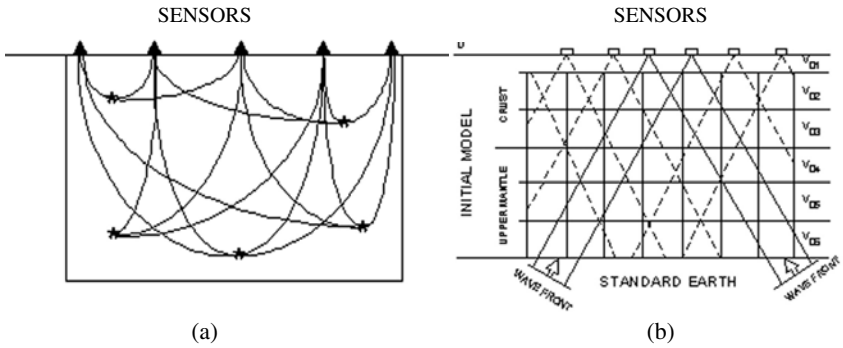 SENSORS
(a)
SENSORS
0
V01
V02
V03
V04
V05
V06
INITIAL MODEL
CRUST
UPPER MANTLE
WAVE FRONT
STANDARD EARTH
WAVE FRONT
(b)